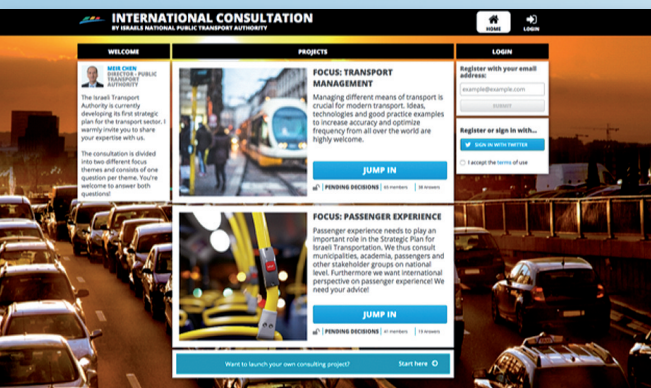 INTERNATIONAL CONSULTATION
BY ISRAELS NATIONAL PUBLIC TRANSPORT AUTHORITY
HOME
LOGIN
WELCOME
MEIR CHEN
DIRECTOR - PUBLIC
TRANSPORT
AUTHORITY
The Israeli Transport
Authority is currently
developing its first strategic
plan for the transport sector. I
warmly invite you to share
your expertise with us.
The consultation is divided
into two different focus
themes and consists of one
question per theme. You're
welcome to answer both
questions!
PROJECTS
FOCUS: TRANSPORT
MANAGEMENT
Managing different means of transport is
crucial for modern transport. Ideas,
technologies and good practice examples
to increase accuracy and optimize
frequency from all over the world are
highly welcome.
JUMP IN
PENDING DECISIONS
60 members
38 Answers
FOCUS: PASSENGER EXPERIENCE
Passenger experience needs to play an
important role in the Strategic Plan for
Israeli Transportation. We thus consult
municipalities, academia, passengers and
other stakeholder groups on national
level. Furthermore we want international
perspective on passenger experience! We
need your advice!
JUMP IN
PENDING DECISIONS
41 members
13 Answers
Want to launch your own consulting project?
Start here
LOGIN
Register with your email
address:
example@example.com
SUBMIT
Register or sign in with...
SIGN IN WITH TWITTER
I accept the terms of use